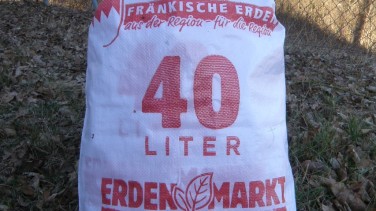 FRÄNKISCHE ERDEN
aus der Region - für die Region
40
LITER
ERDEN MARKT